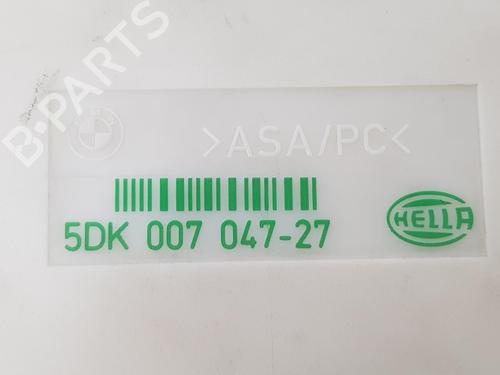 B-PARTS
>ASA/PC<
5DK 007 047-27
HELLA